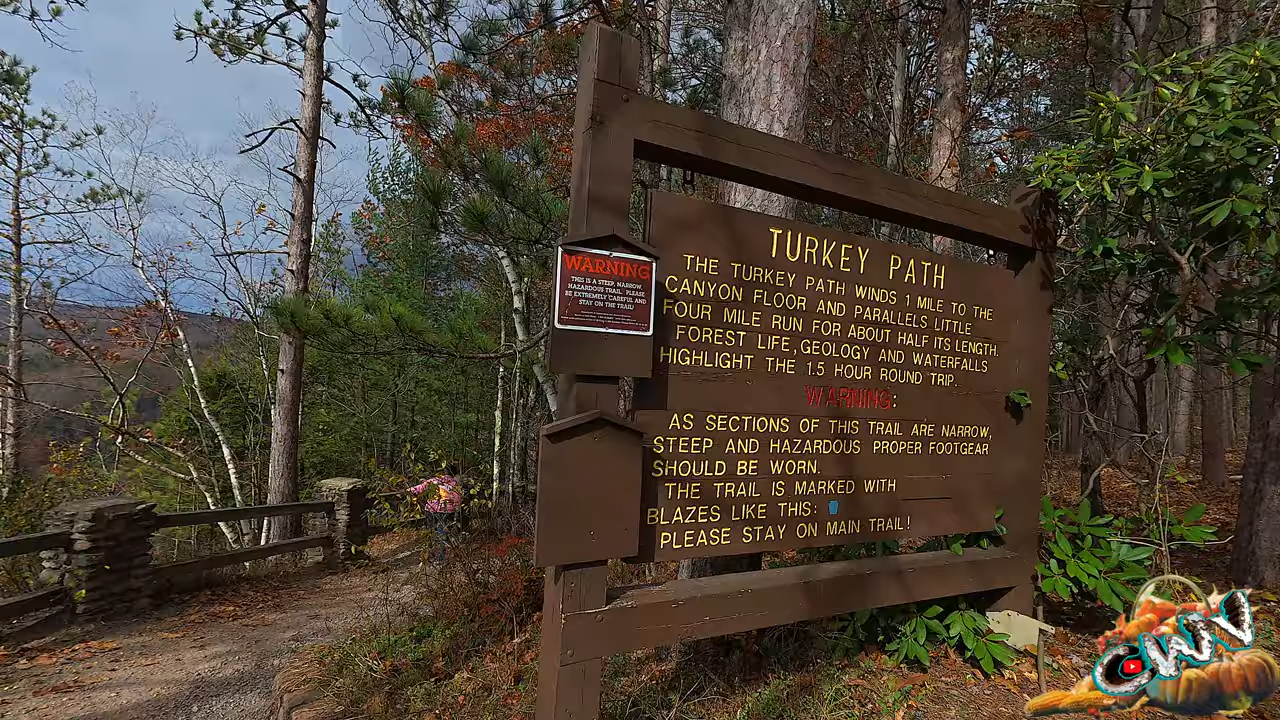 TURKEY PATH
THE TURKEY PATH WINDS 1 MILE TO THE
CANYON FLOOR AND PARALLELS LITTLE
FOUR MILE RUN FOR ABOUT HALF ITS LENGTH.
FOREST LIFE, GEOLOGY AND WATERFALLS
HIGHLIGHT THE 1.5 HOUR ROUND TRIP.
WARNING:
AS SECTIONS OF THIS TRAIL ARE NARROW,
STEEP AND HAZARDOUS PROPER FOOTGEAR
SHOULD BE WORN.
THE TRAIL IS MARKED WITH
BLAZES LIKE THIS:
PLEASE STAY ON MAIN TRAIL!
WARNING
THIS IS A STEEP, NARROW,
HAZARDOUS TRAIL. PLEASE
BE EXTREMELY CAREFUL AND
STAY ON THE TRAIL!
CWV